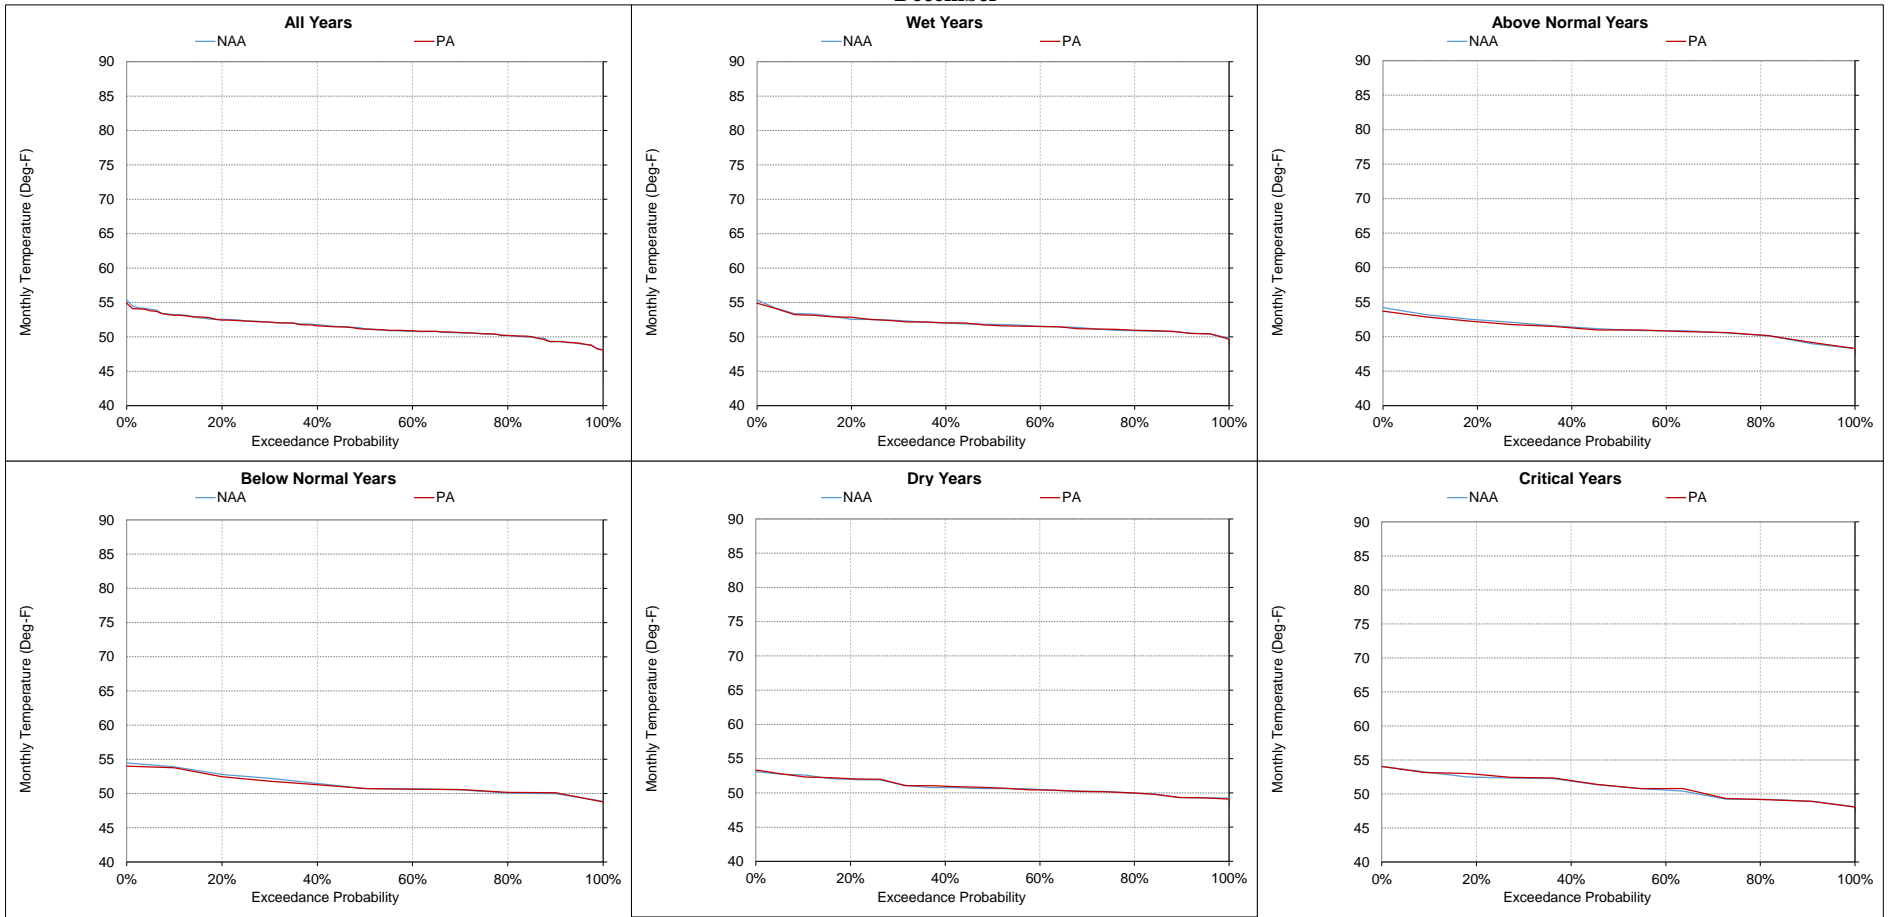 December
All Years
NAA PA
90
85
80
75
70
65
60
55
50
45
40
Monthly Temperature (Deg-F)
0% 20% 40% 60% 80% 100%
Exceedance Probability
Wet Years
NAA PA
90
85
80
75
70
65
60
55
50
45
40
Monthly Temperature (Deg-F)
0% 20% 40% 60% 80% 100%
Exceedance Probability
Above Normal Years
NAA PA
90
85
80
75
70
65
60
55
50
45
40
Monthly Temperature (Deg-F)
0% 20% 40% 60% 80% 100%
Exceedance Probability
Below Normal Years
NAA PA
90
85
80
75
70
65
60
55
50
45
40
Monthly Temperature (Deg-F)
0% 20% 40% 60% 80% 100%
Exceedance Probability
Dry Years
NAA PA
90
85
80
75
70
65
60
55
50
45
40
Monthly Temperature (Deg-F)
0% 20% 40% 60% 80% 100%
Exceedance Probability
Critical Years
NAA PA
90
85
80
75
70
65
60
55
50
45
40
Monthly Temperature (Deg-F)
0% 20% 40% 60% 80% 100%
Exceedance Probability